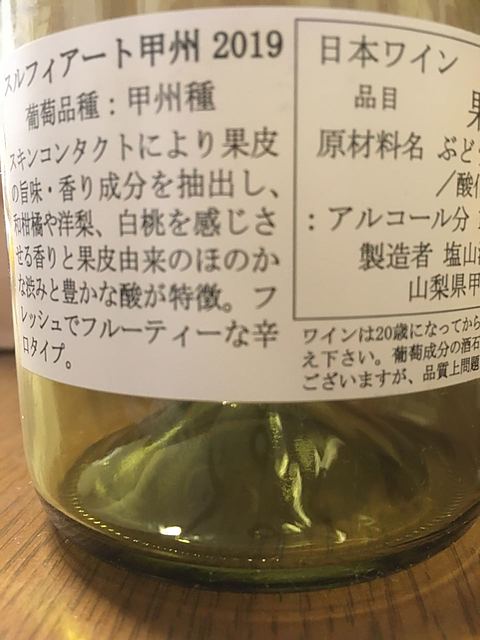 スルフィアート甲州 2019
葡萄品種：甲州種
スキンコンタクトにより果皮
の旨味・香り成分を抽出し、
和柑橘や洋梨、白桃を感じさ
せる香りと果皮由来のほのか
な渋みと豊かな酸が特徴。フ
レッシュでフルーティーな辛
口タイプ。
日本ワイン
品目 果
原材料名 ぶど
／酸
：アルコール分
製造者 塩山
山梨県甲
ワインは20歳になってから
え下さい。葡萄成分の酒石
ございますが、品質上問題